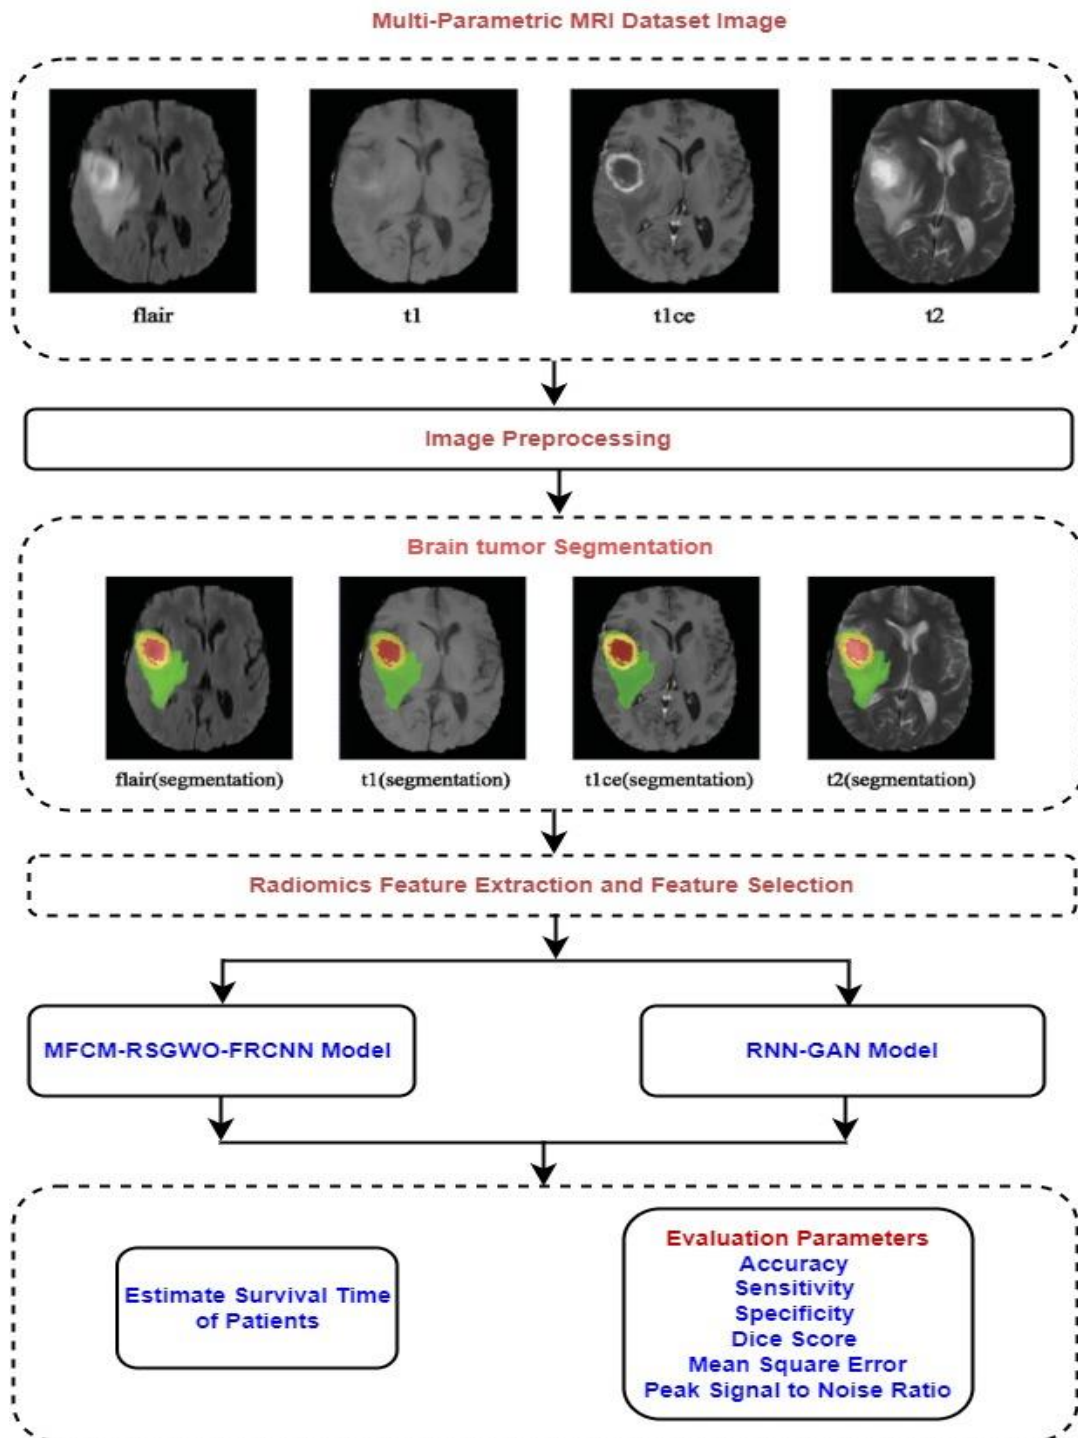 Multi-Parametric MRI Dataset Image
flair
t1
t1ce
t2
Image Preprocessing
Brain tumor Segmentation
flair(segmentation)
t1(segmentation)
t1ce(segmentation)
t2(segmentation)
Radiomics Feature Extraction and Feature Selection
MFCM-RSGWO-FRCNN Model
RNN-GAN Model
Estimate Survival Time
of Patients
Evaluation Parameters
Accuracy
Sensitivity
Specificity
Dice Score
Mean Square Error
Peak Signal to Noise Ratio